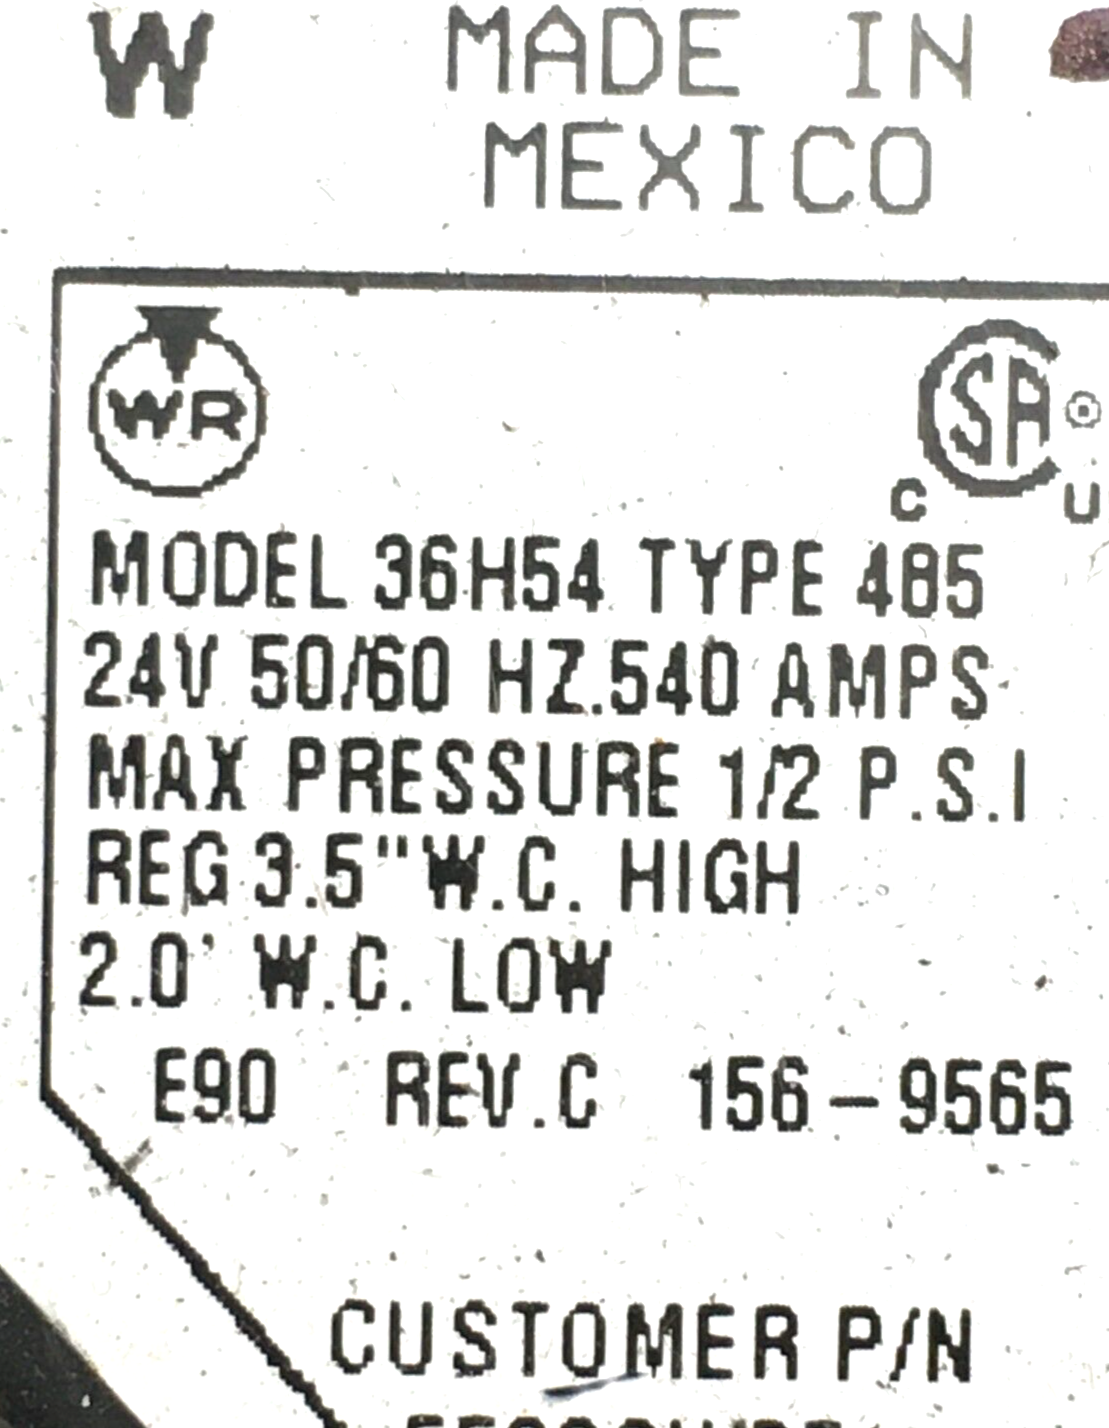 W MADE IN
MEXICO
WR
CSA
C U
MODEL 36H54 TYPE 485
24V 50/60 HZ.540 AMPS
MAX PRESSURE 1/2 P.S.I
REG 3.5"W.C. HIGH
2.0' W.C. LOW
E90 REV.C 156-9565
CUSTOMER P/N